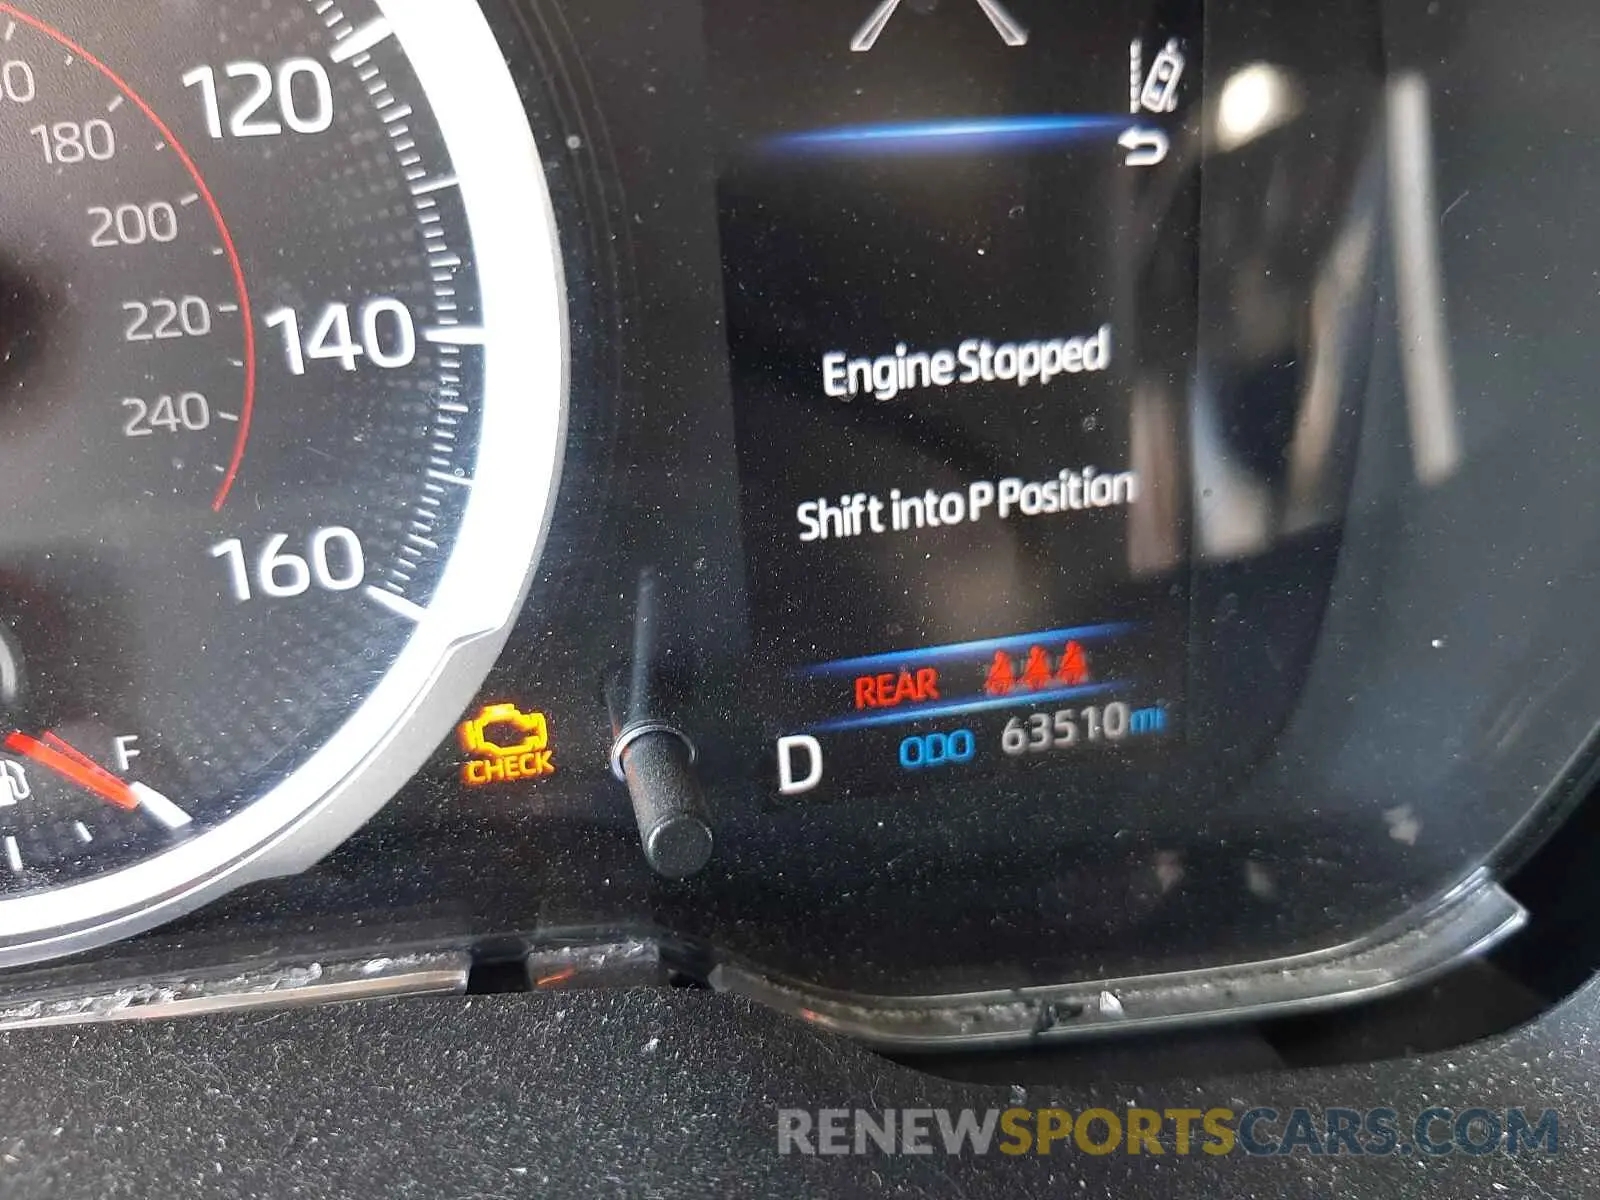 120
180
200
220
140
240
160
F
CHECK
Engine Stopped
Shift into P Position
REAR
D ODO 63510 mi
RENEWSPORTSCARS.COM